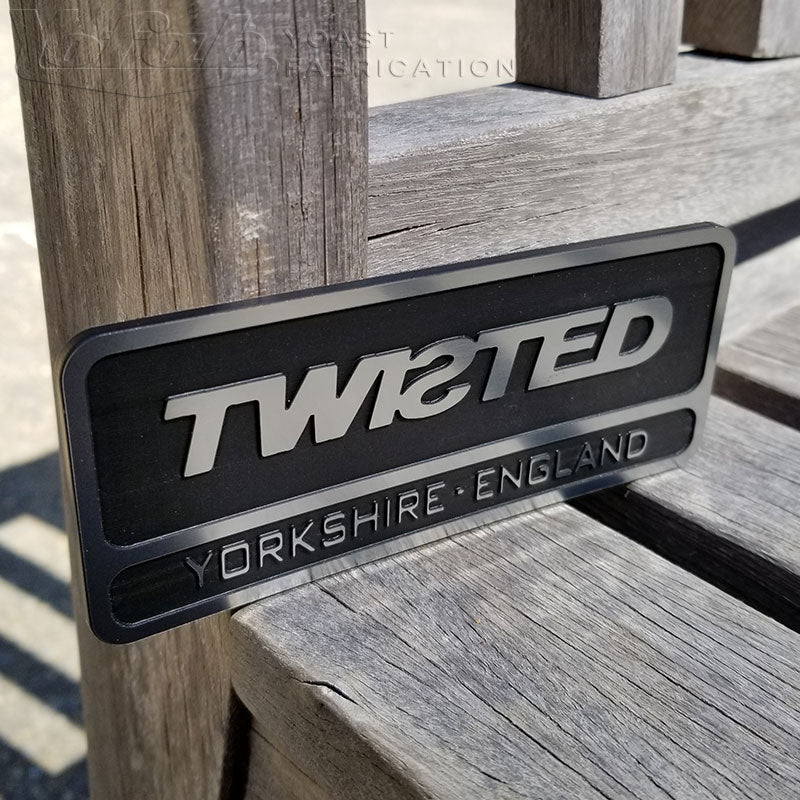 YOAST
FABRICATION
TWISTED
YORKSHIRE · ENGLAND